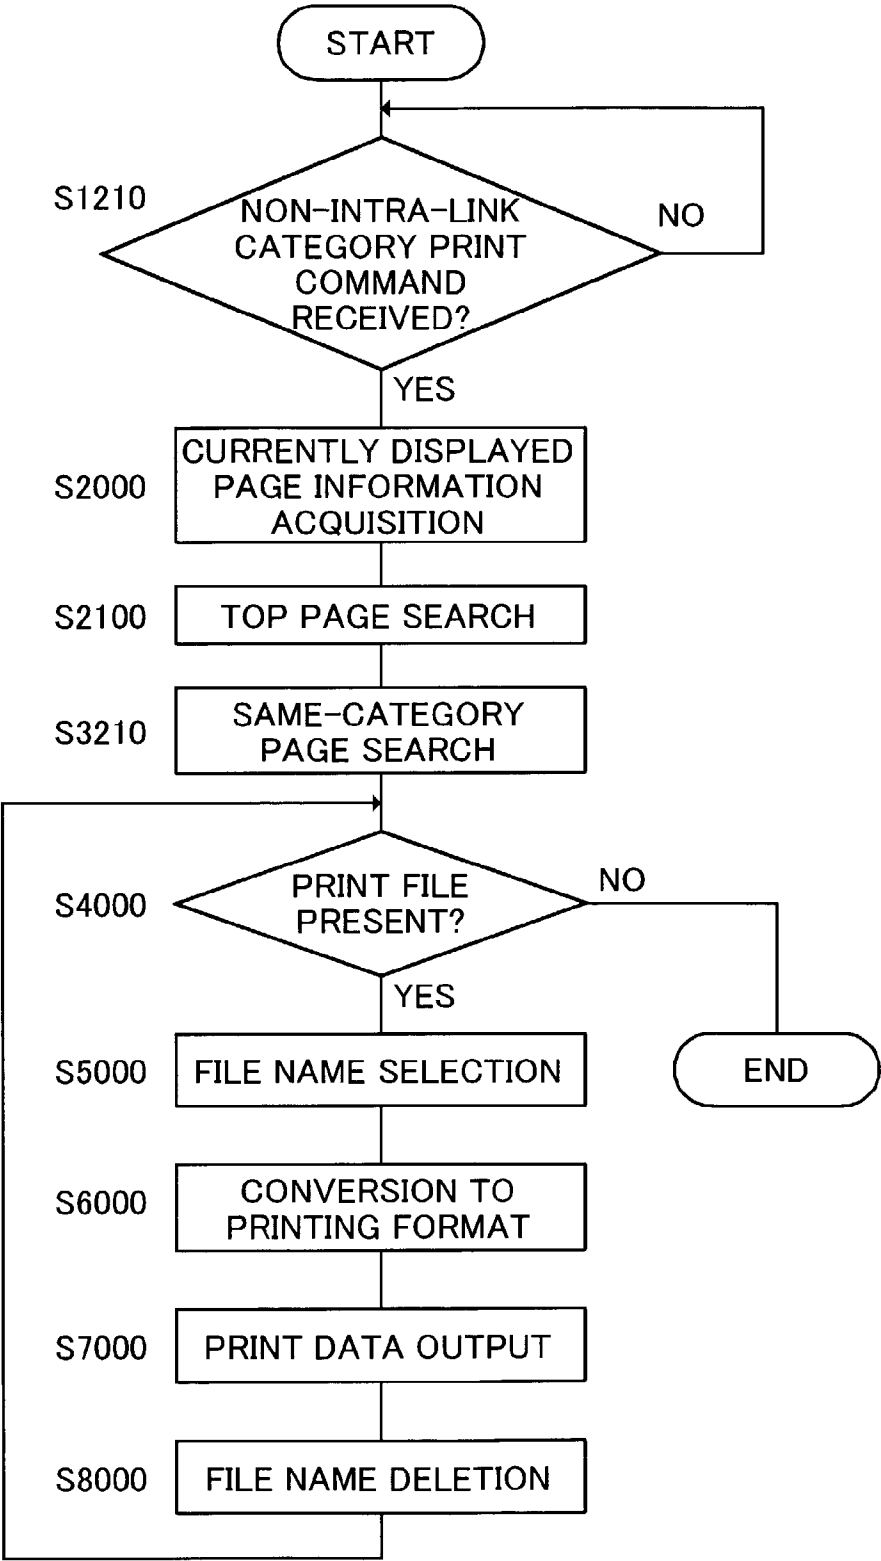 START
S1210
NON-INTRA-LINK
CATEGORY PRINT
COMMAND
RECEIVED?
NO
YES
S2000
CURRENTLY DISPLAYED
PAGE INFORMATION
ACQUISITION
S2100
TOP PAGE SEARCH
S3210
SAME-CATEGORY
PAGE SEARCH
S4000
PRINT FILE
PRESENT?
NO
YES
S5000
FILE NAME SELECTION
END
S6000
CONVERSION TO
PRINTING FORMAT
S7000
PRINT DATA OUTPUT
S8000
FILE NAME DELETION